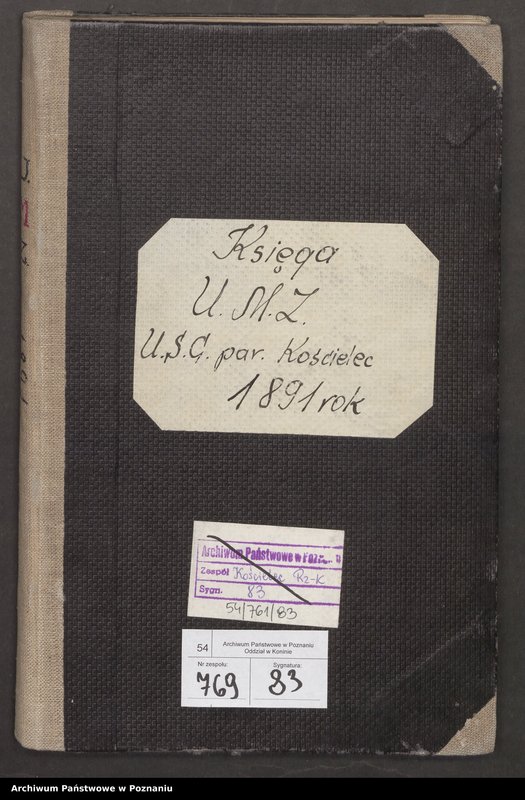 Księga
U. M. Z.
U.S.C. par. Kościelec
1891 rok
Archiwum Państwowe w
Zespół Kościelec Rz-K
Sygn. 83
54/761/83
54
Archiwum Państwowe w Poznaniu
Oddział w Koninie
Nr zespołu: Sygnatura:
769 83
Archiwum Państwowe w Poznaniu